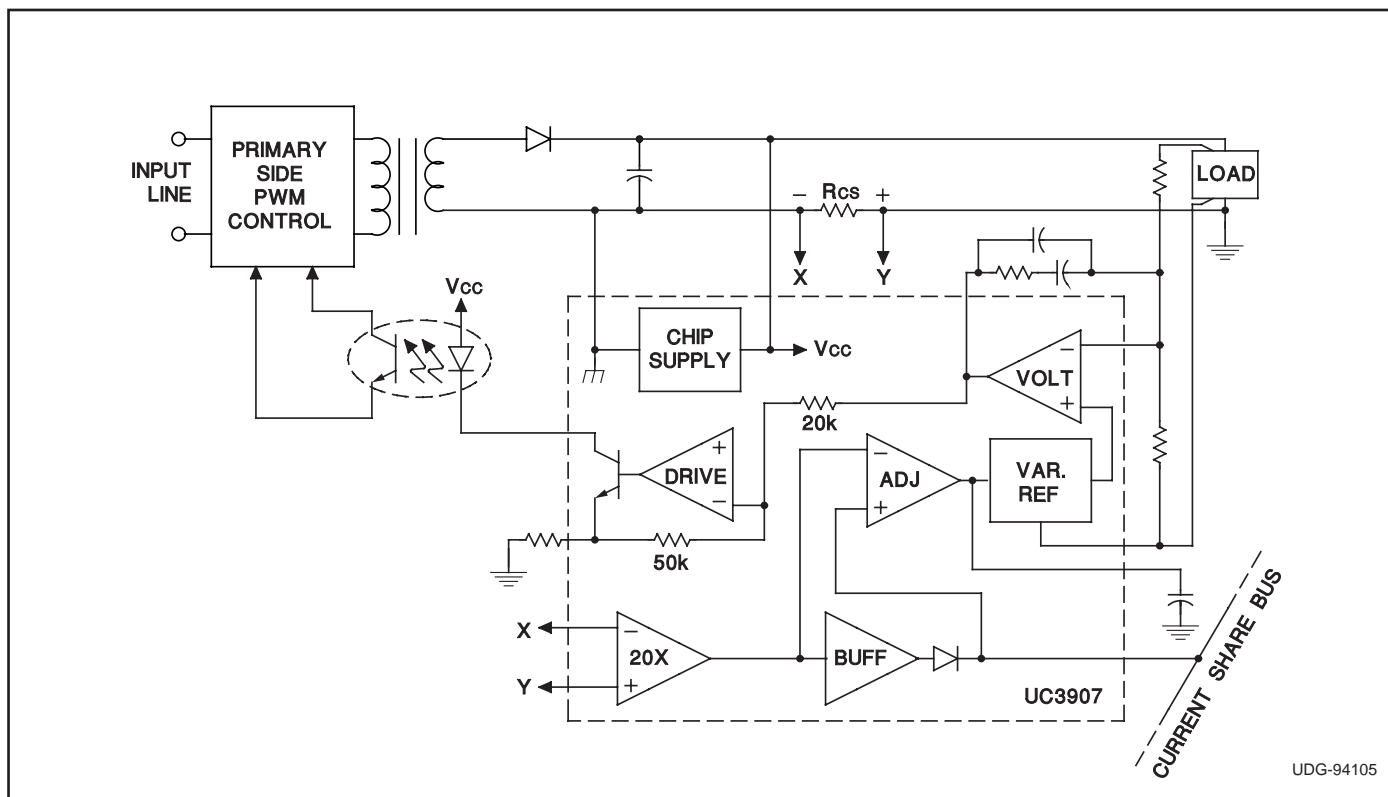 INPUT
LINE
PRIMARY
SIDE
PWM
CONTROL
− RCS +
X Y
LOAD
VCC
CHIP
SUPPLY
VCC
−
VOLT
+
20k
+
DRIVE
−
50k
−
ADJ
+
VAR.
REF
X
−
20X
Y
+
BUFF
UC3907
CURRENT SHARE BUS
UDG-94105